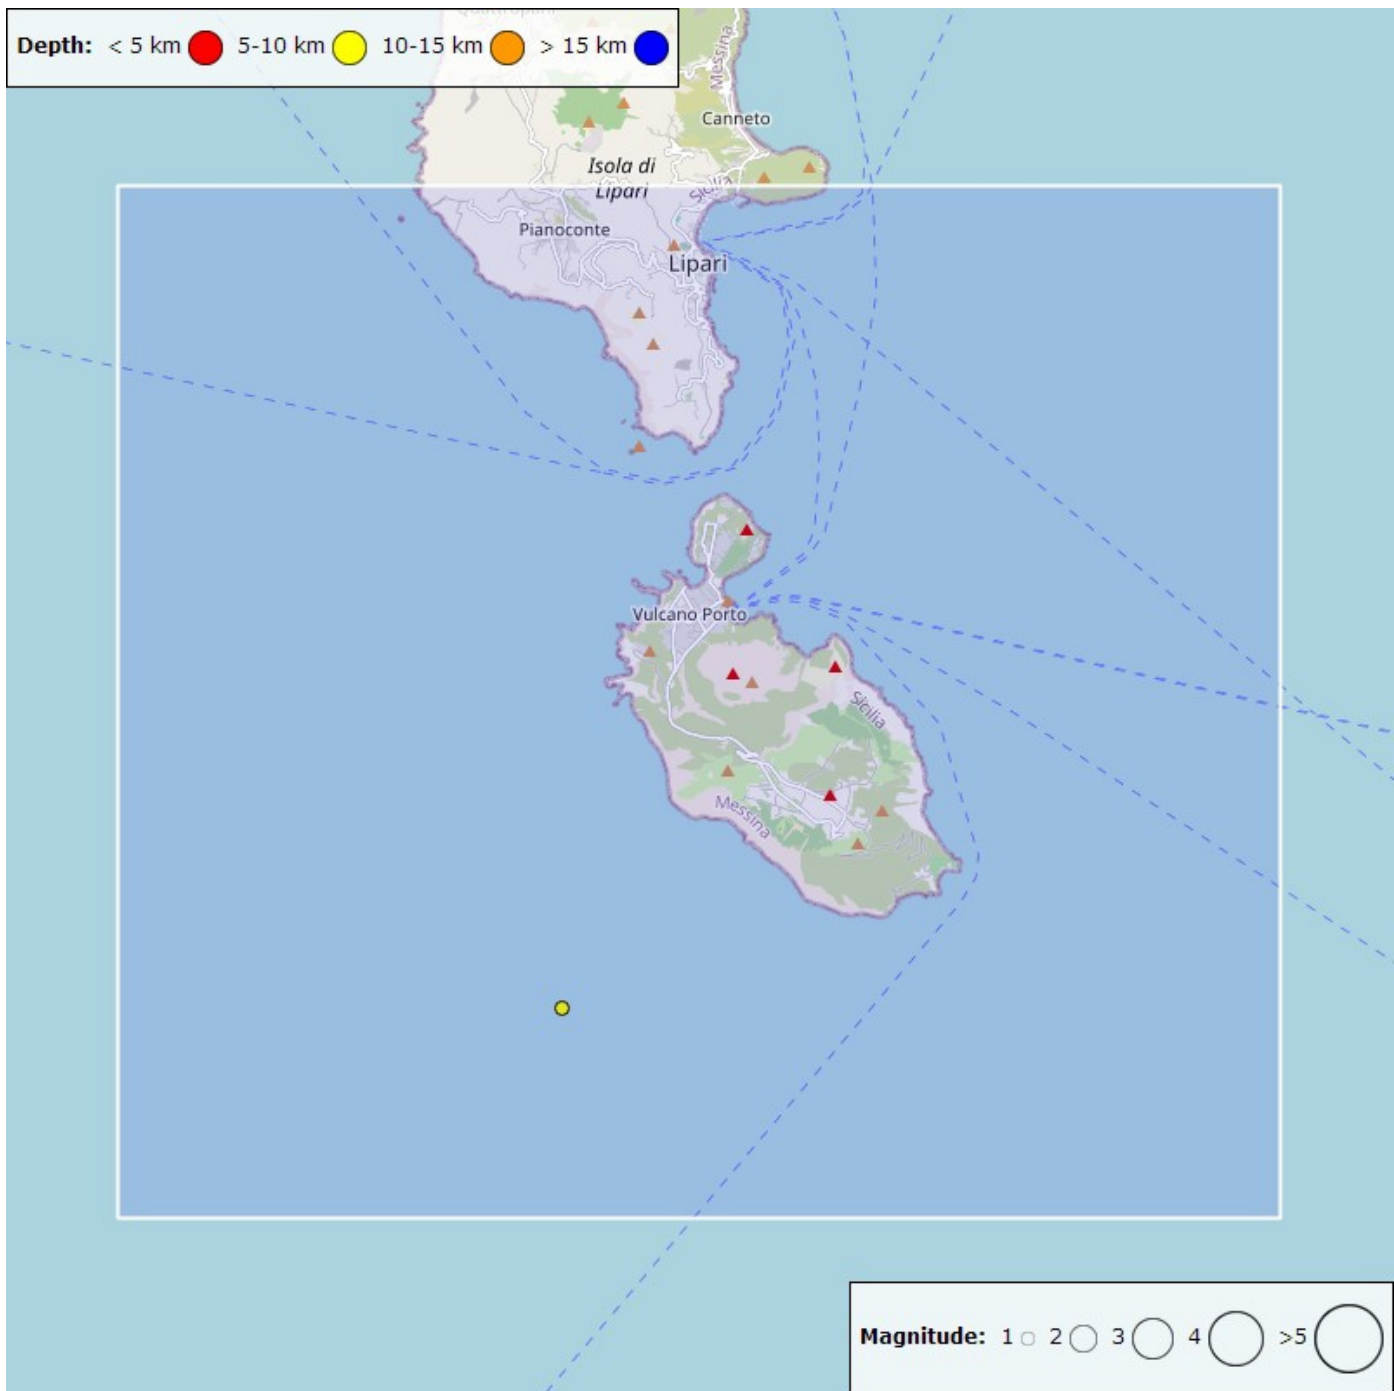 Quattropani
Depth: < 5 km 5-10 km 10-15 km > 15 km
Messina
Canneto
Isola di
Lipari
Sicilia
Pianoconte
Lipari
Vulcano Porto
Sicilia
Messina
Magnitude: 1 2 3 4 >5